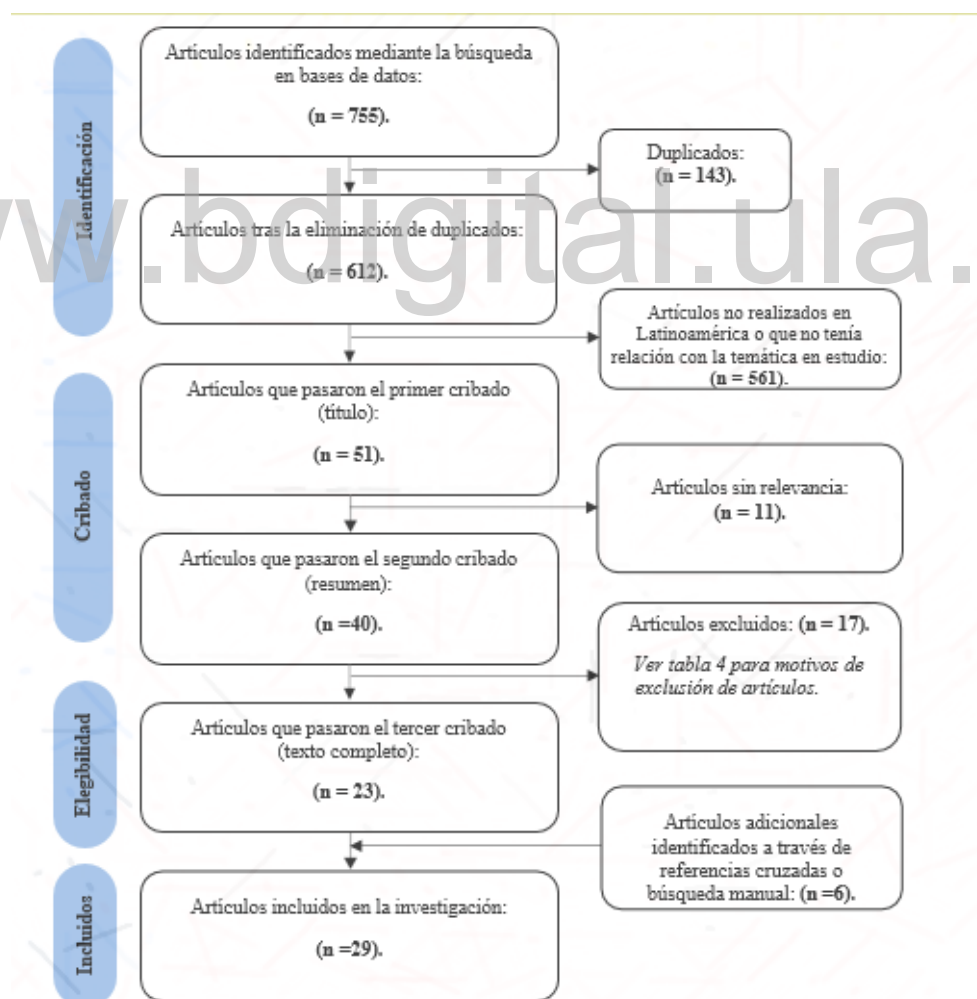 Identificación
Artículos identificados mediante la búsqueda
en bases de datos:
(n = 755).
Duplicados:
(n = 143).
Artículos tras la eliminación de duplicados:
(n = 612).
w.bdigital.ula.
Artículos no realizados en
Latinoamérica o que no tenía
relación con la temática en estudio:
(n = 561).
Cribado
Artículos que pasaron el primer cribado
(título):
(n = 51).
Artículos sin relevancia:
(n = 11).
Artículos que pasaron el segundo cribado
(resumen):
(n =40).
Artículos excluidos: (n = 17).
Ver tabla 4 para motivos de
exclusión de artículos.
Elegibilidad
Artículos que pasaron el tercer cribado
(texto completo):
(n = 23).
Artículos adicionales
identificados a través de
referencias cruzadas o
búsqueda manual: (n =6).
Incluidos
Artículos incluidos en la investigación:
(n =29).